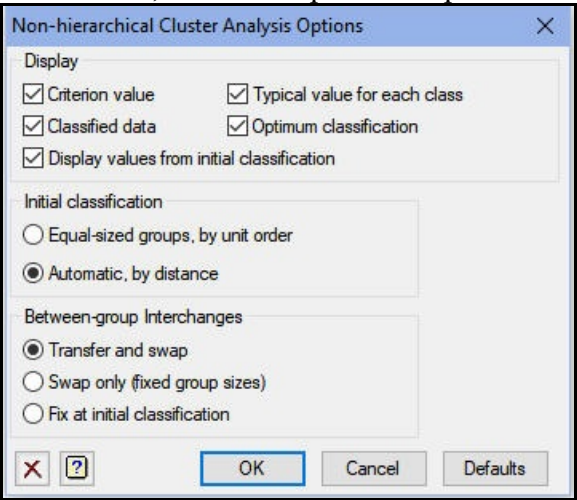 Non-hierarchical Cluster Analysis Options
Display
Criterion value
Typical value for each class
Classified data
Optimum classification
Display values from initial classification
Initial classification
Equal-sized groups, by unit order
Automatic, by distance
Between-group Interchanges
Transfer and swap
Swap only (fixed group sizes)
Fix at initial classification
?
OK
Cancel
Defaults